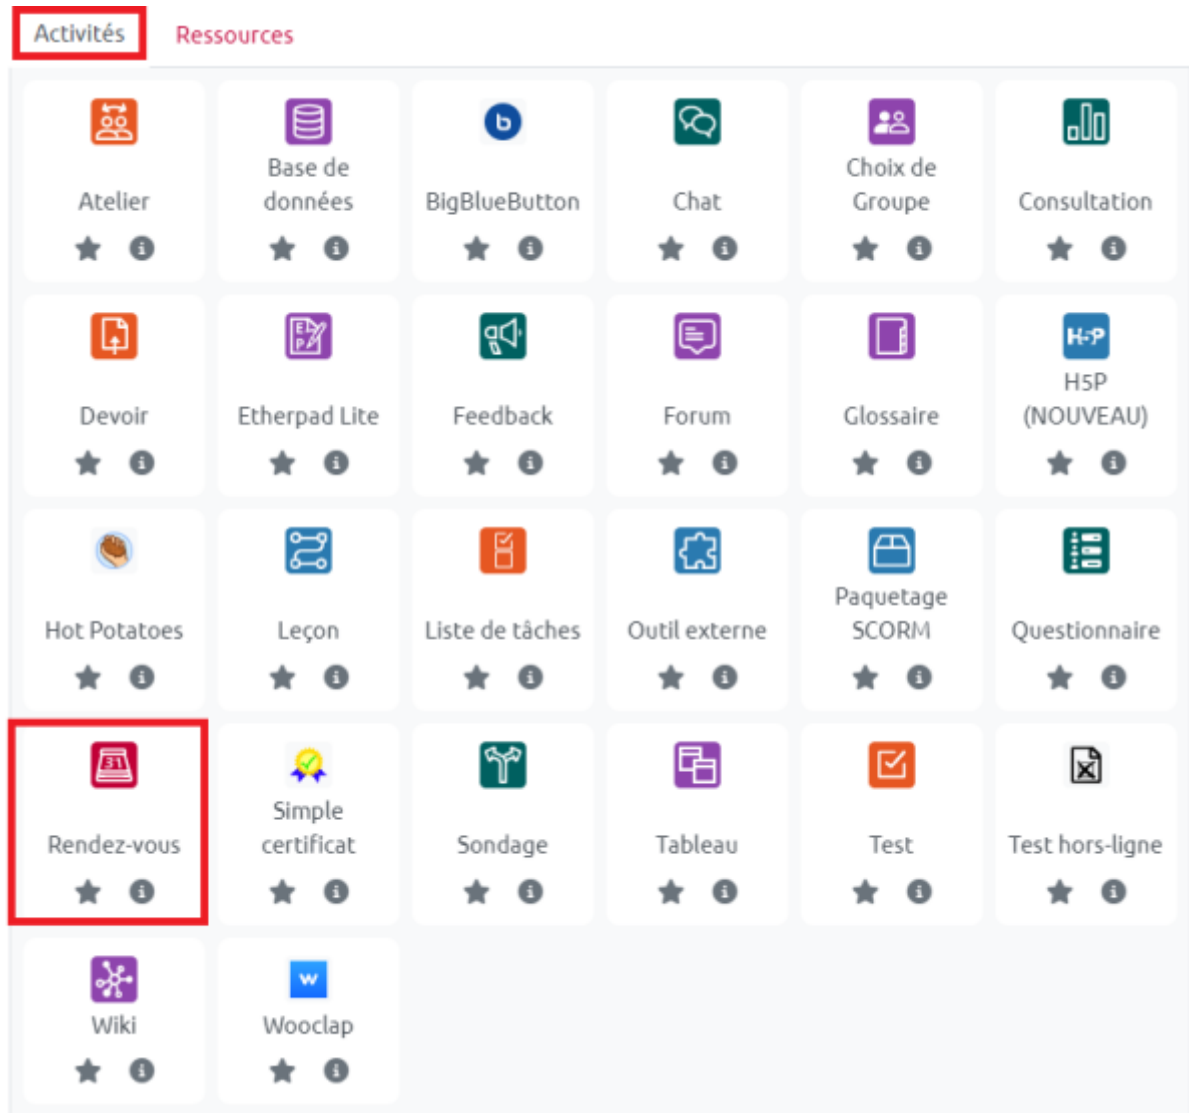 Activités
Ressources
Atelier
Base de
données
BigBlueButton
Chat
Choix de
Groupe
Consultation
Devoir
Etherpad Lite
Feedback
Forum
Glossaire
H5P
H5P
(NOUVEAU)
Hot Potatoes
Leçon
Liste de tâches
Outil externe
Paquetage
SCORM
Questionnaire
31
Rendez-vous
Simple
certificat
Sondage
Tableau
Test
Test hors-ligne
Wiki
w
Wooclap